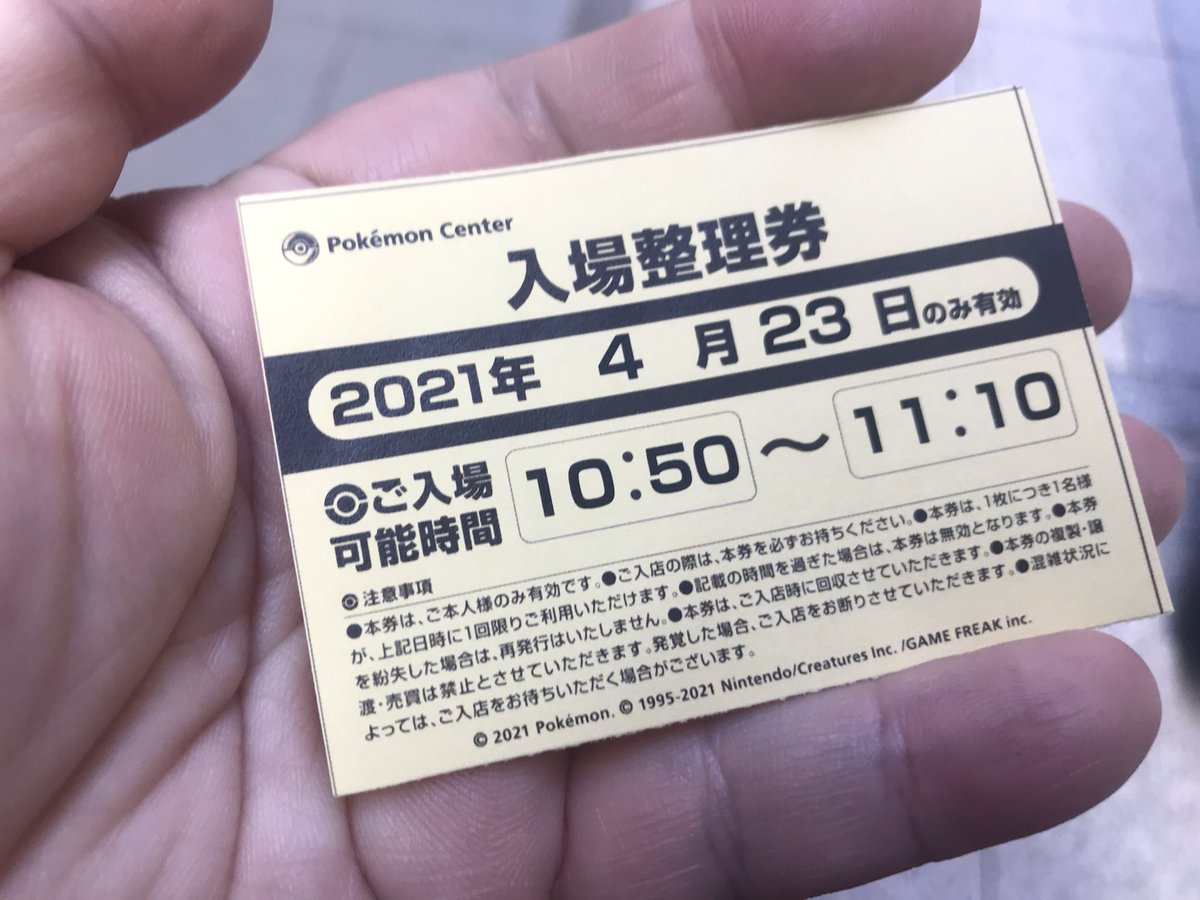 Pokémon Center
入場整理券
2021年 4 月 23 日のみ有効
ご入場
可能時間
10:50 〜 11:10
注意事項
●本券は、ご本人様のみ有効です。●ご入店の際は、本券を必ずお持ちください。●本券は、1枚につき1名様
が、上記日時に1回限りご利用いただけます。●記載の時間を過ぎた場合は、本券は無効となります。●本券
を紛失した場合は、再発行はいたしません。●本券は、ご入店時に回収させていただきます。●本券の複製・譲
渡・売買は禁止とさせていただきます。発覚した場合、ご入店をお断りさせていただきます。●混雑状況に
よっては、ご入店をお待ちいただく場合がございます。
© 2021 Pokémon. © 1995-2021 Nintendo/Creatures Inc. /GAME FREAK inc.